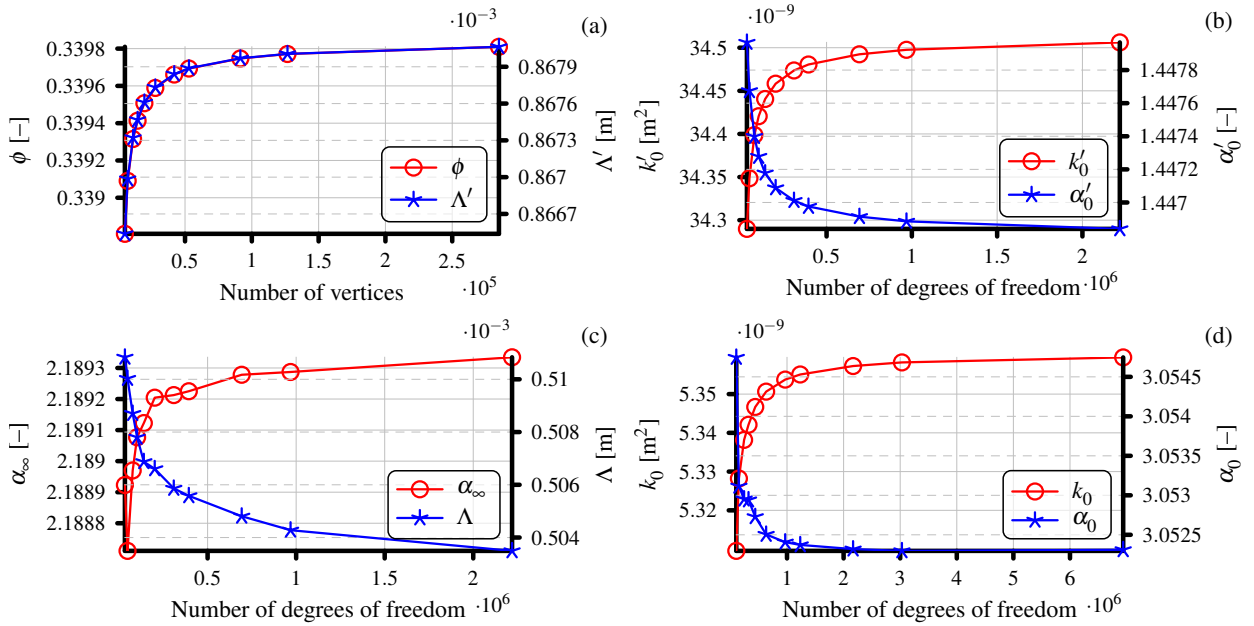 ·10⁻³
(a)
0.3398
0.3396
0.3394
0.3392
0.339
ϕ [−]
0.8679
0.8676
0.8673
0.867
0.8667
Λ′ [m]
ϕ
Λ′
0.5 1 1.5 2 2.5
Number of vertices ·10⁵
·10⁻⁹
(b)
34.5
34.45
34.4
34.35
34.3
k′₀ [m²]
1.4478
1.4476
1.4474
1.4472
1.447
α′₀ [−]
k′₀
α′₀
0.5 1 1.5 2
Number of degrees of freedom ·10⁶
·10⁻³
(c)
2.1893
2.1892
2.1891
2.189
2.1889
2.1888
α∞ [−]
0.51
0.508
0.506
0.504
Λ [m]
α∞
Λ
0.5 1 1.5 2
Number of degrees of freedom ·10⁶
·10⁻⁹
(d)
5.35
5.34
5.33
5.32
k₀ [m²]
3.0545
3.054
3.0535
3.053
3.0525
α₀ [−]
k₀
α₀
1 2 3 4 5 6
Number of degrees of freedom ·10⁶